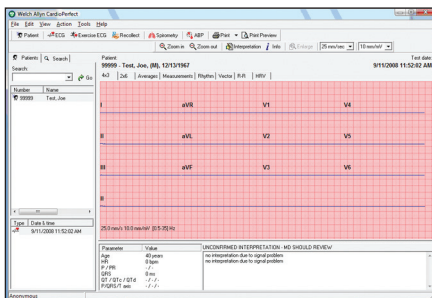 Welch Allyn CardioPerfect
File Edit View Action Tools Help
Patient ECG Exercise ECG Recollect Spirometry ABP Print Print Preview
Zoom in Zoom out Interpretation Info Enlarge 25 mm/sec 10 mm/mV
Patients Search
Search:
Go
Number Name
99999 Test, Joe
Type Date & time
9/11/2008 11:52:02 AM
Patient Test date
99999 - Test, Joe, (M), 12/13/1967 9/11/2008 11:52:02 AM
4x3 2x6 Averages Measurements Rhythm Vector R-R HRV
I aVR V1 V4
II aVL V2 V5
III aVF V3 V6
II
25.0 mm/s 10.0 mm/mV [0.5-35] Hz
Parameter Value UNCONFIRMED INTERPRETATION - MD SHOULD REVIEW
Age 40 years no interpretation due to signal problem
HR 0 bpm no interpretation due to signal problem
P / PR - / -
QRS 0 ms
QT / QTc / QTd - / - / -
P/QRS/T axis - / - / -
Anonymous